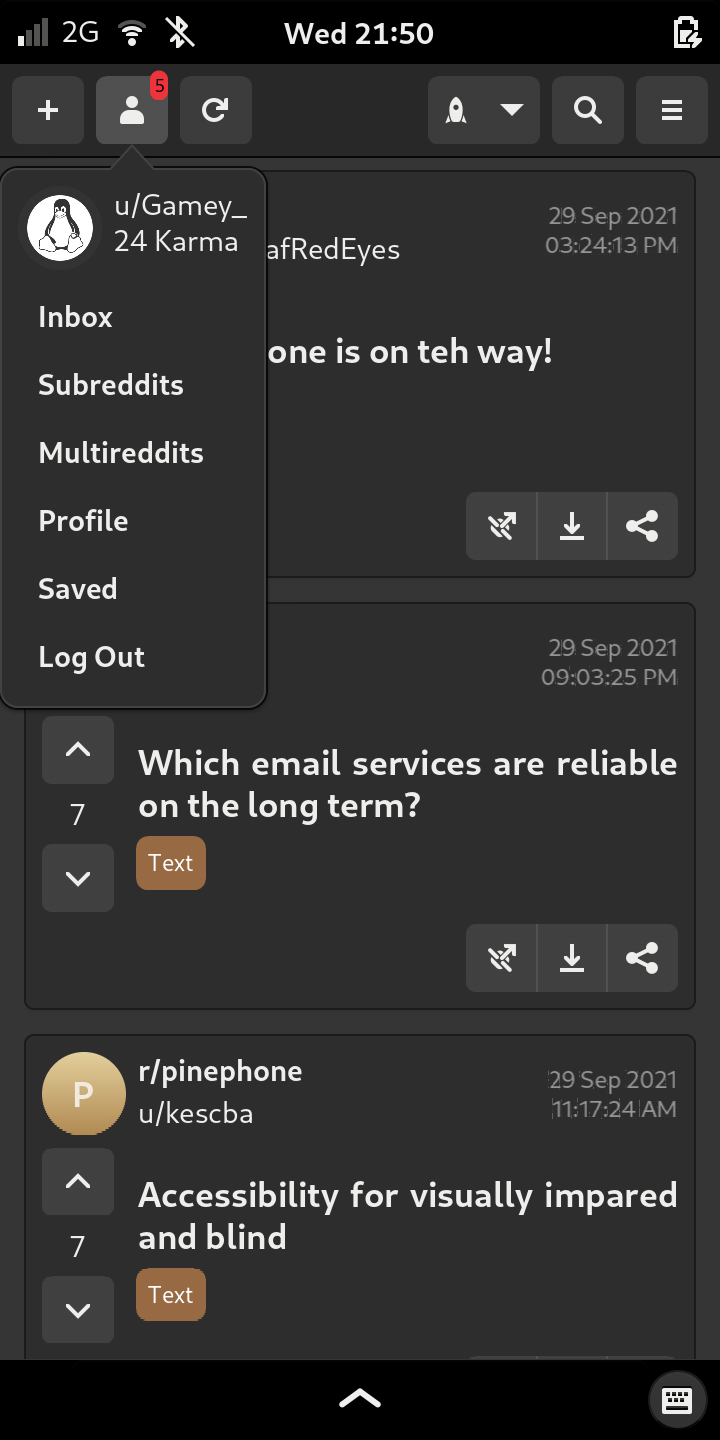 2G
Wed 21:50
5
u/Gamey_
24 Karma
Inbox
Subreddits
Multireddits
Profile
Saved
Log Out
29 Sep 2021
03:24:13 PM
afRedEyes
one is on teh way!
29 Sep 2021
09:03:25 PM
7
Which email services are reliable
on the long term?
Text
P
r/pinephone
u/kescba
29 Sep 2021
11:17:24 AM
7
Accessibility for visually impared
and blind
Text